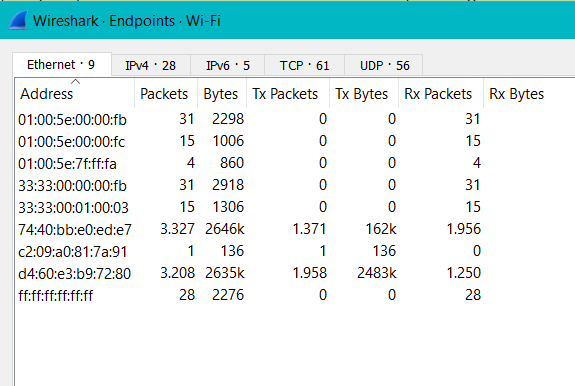 Wireshark · Endpoints · Wi-Fi
Ethernet · 9 IPv4 · 28 IPv6 · 5 TCP · 61 UDP · 56
Address Packets Bytes Tx Packets Tx Bytes Rx Packets Rx Bytes
01:00:5e:00:00:fb 31 2298 0 0 31
01:00:5e:00:00:fc 15 1006 0 0 15
01:00:5e:7f:ff:fa 4 860 0 0 4
33:33:00:00:00:fb 31 2918 0 0 31
33:33:00:01:00:03 15 1306 0 0 15
74:40:bb:e0:ed:e7 3.327 2646k 1.371 162k 1.956
c2:09:a0:81:7a:91 1 136 1 136 0
d4:60:e3:b9:72:80 3.208 2635k 1.958 2483k 1.250
ff:ff:ff:ff:ff:ff 28 2276 0 0 28